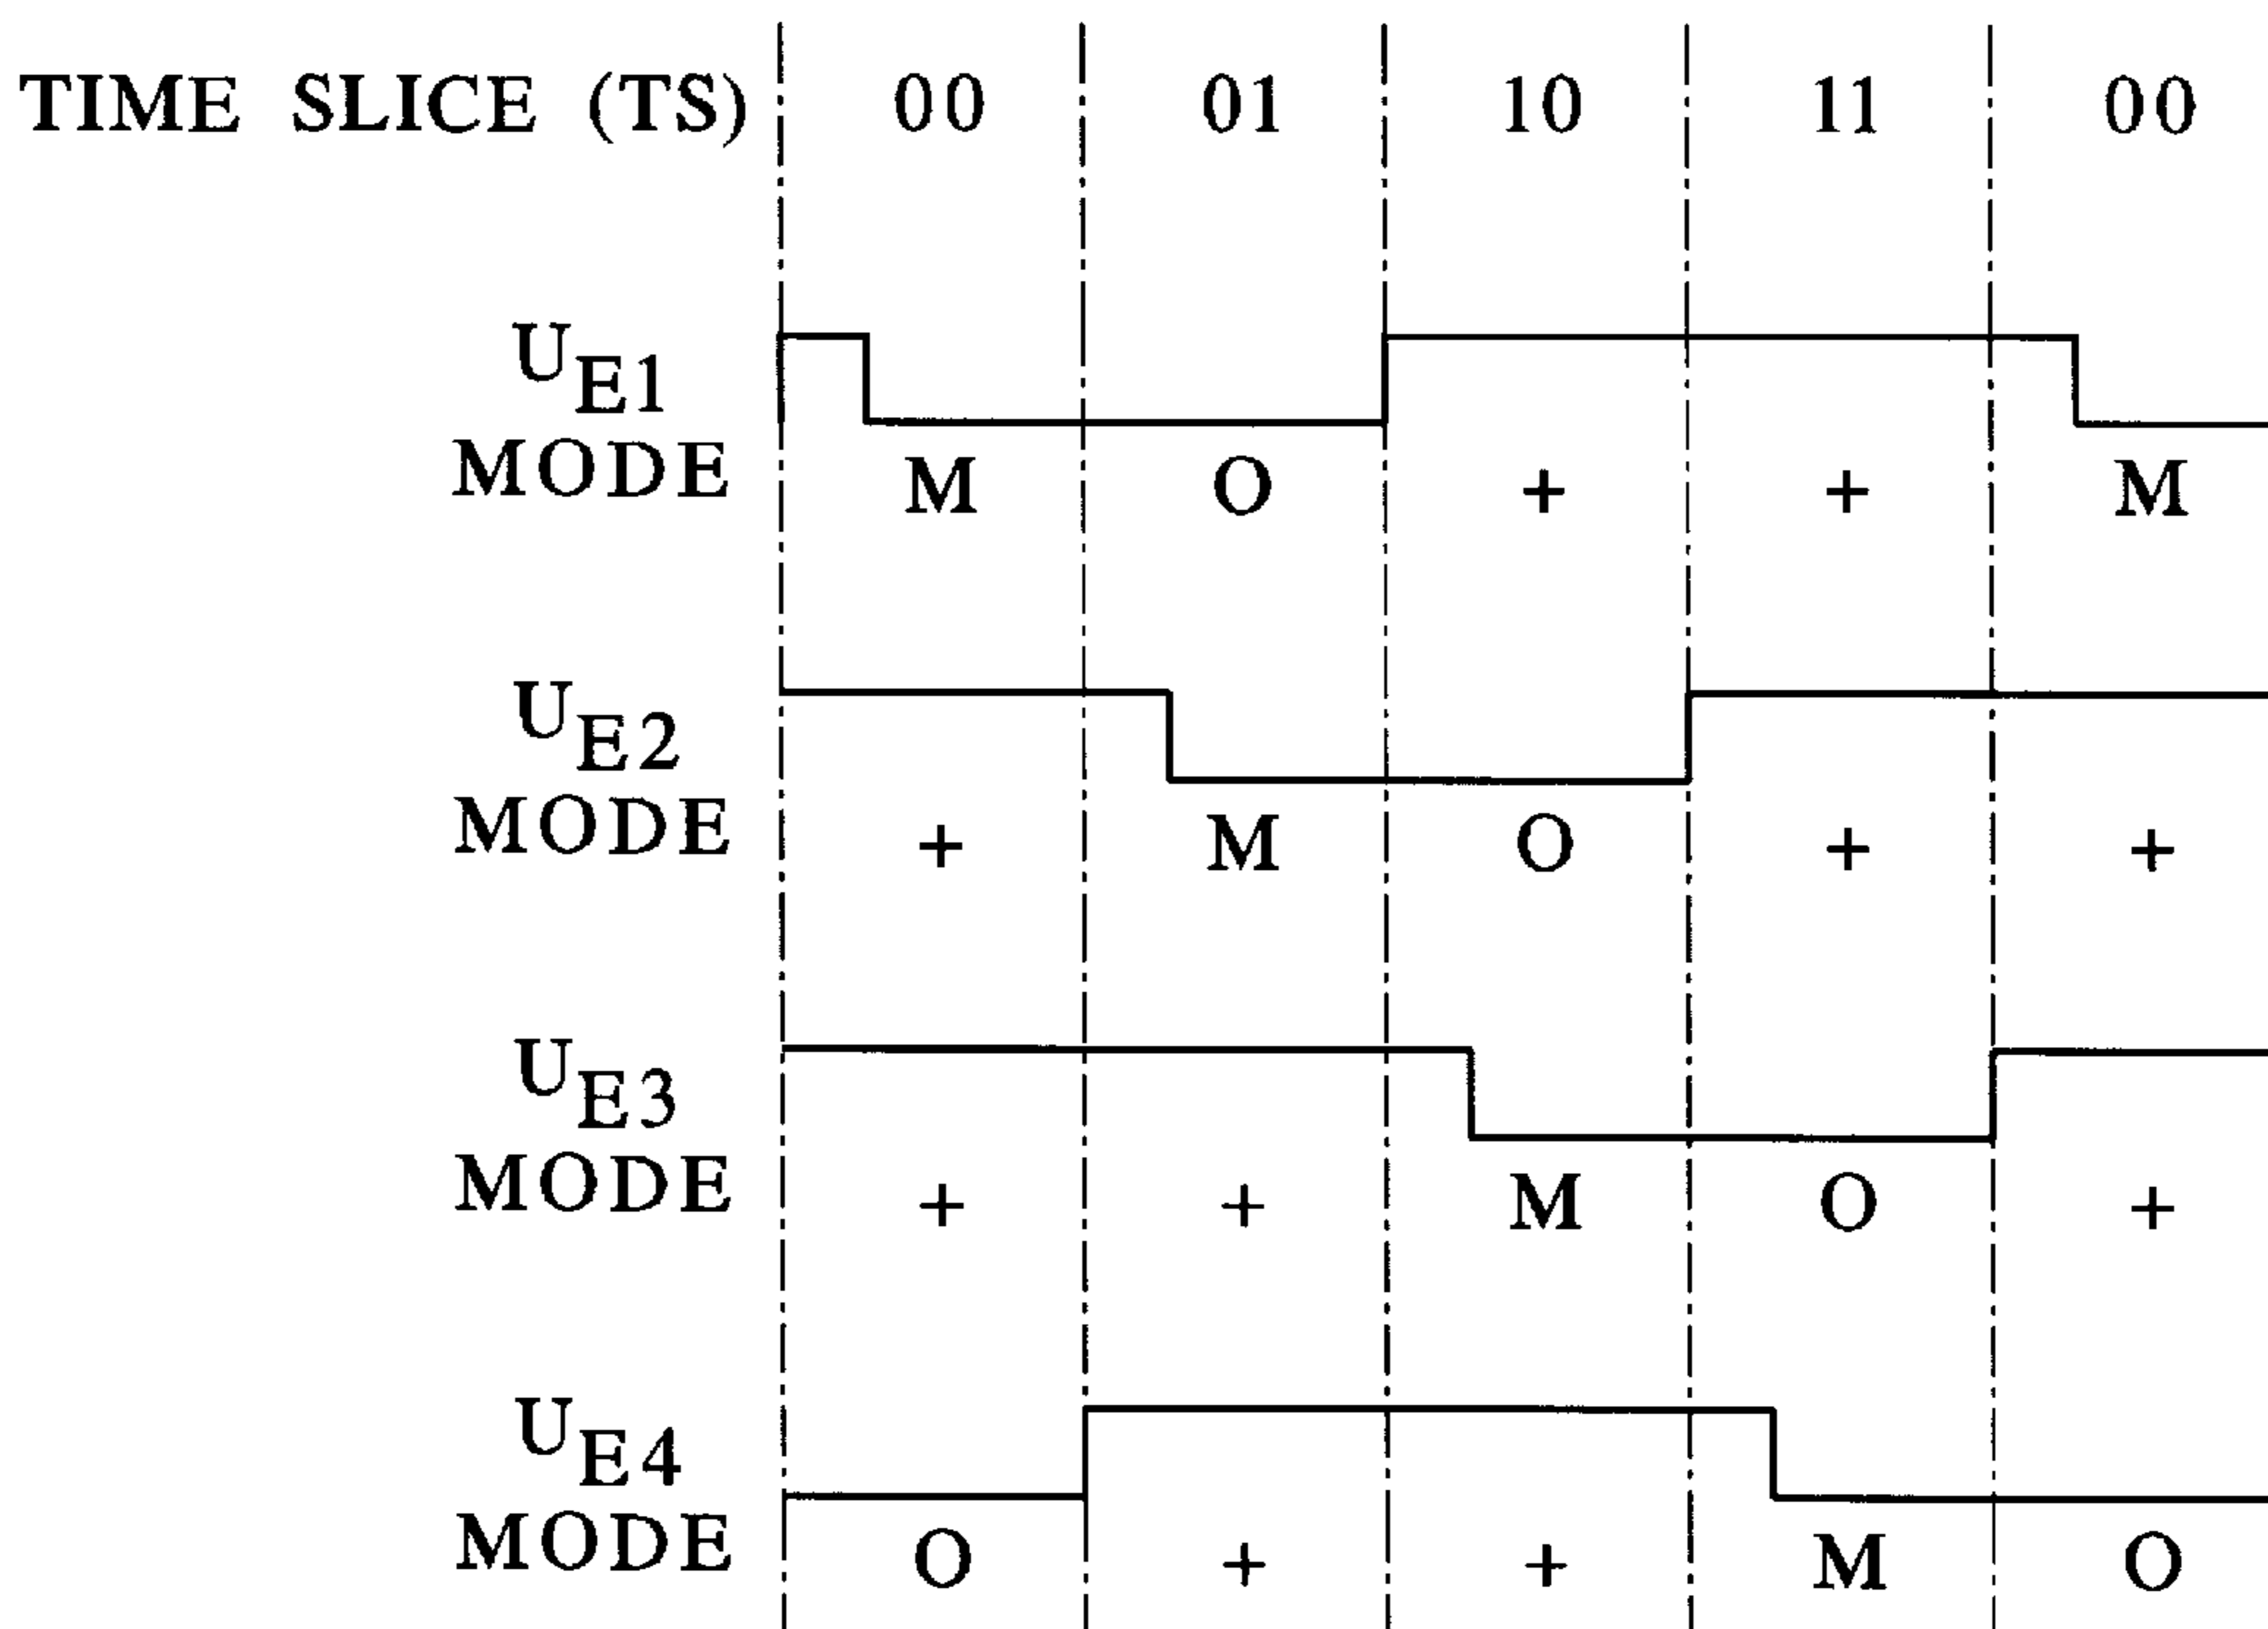 TIME SLICE (TS) 00 01 10 11 00
UE1
MODE M O + + M
UE2
MODE + M O + +
UE3
MODE + + M O +
UE4
MODE O + + M O